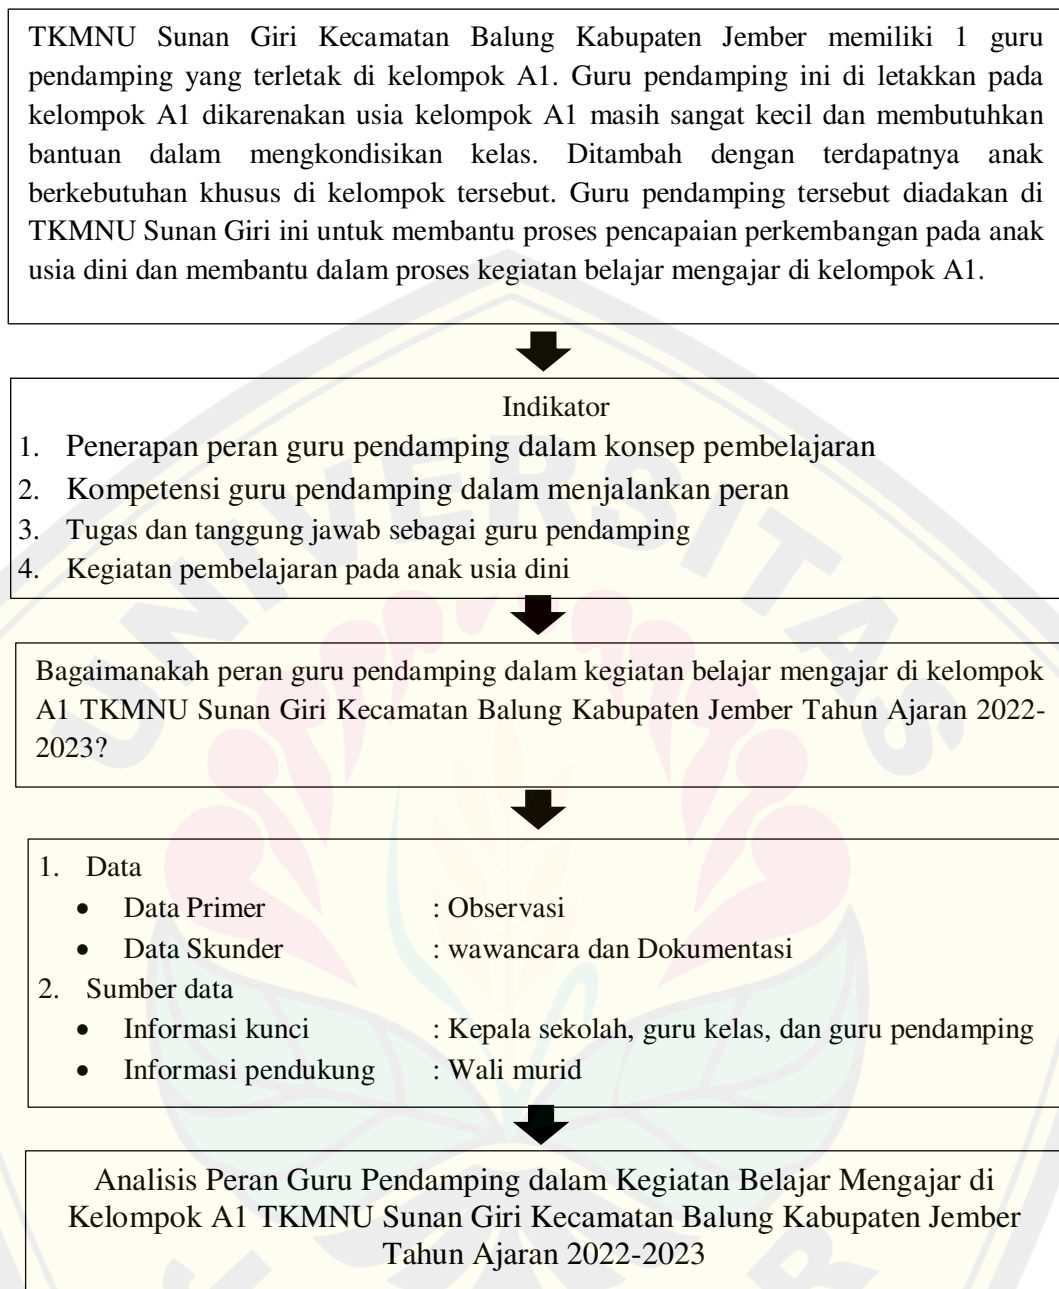 TKMNU Sunan Giri Kecamatan Balung Kabupaten Jember memiliki 1 guru
pendamping yang terletak di kelompok A1. Guru pendamping ini di letakkan pada
kelompok A1 dikarenakan usia kelompok A1 masih sangat kecil dan membutuhkan
bantuan dalam mengkondisikan kelas. Ditambah dengan terdapatnya anak
berkebutuhan khusus di kelompok tersebut. Guru pendamping tersebut diadakan di
TKMNU Sunan Giri ini untuk membantu proses pencapaian perkembangan pada anak
usia dini dan membantu dalam proses kegiatan belajar mengajar di kelompok A1.
Indikator
1. Penerapan peran guru pendamping dalam konsep pembelajaran
2. Kompetensi guru pendamping dalam menjalankan peran
3. Tugas dan tanggung jawab sebagai guru pendamping
4. Kegiatan pembelajaran pada anak usia dini
Bagaimanakah peran guru pendamping dalam kegiatan belajar mengajar di kelompok
A1 TKMNU Sunan Giri Kecamatan Balung Kabupaten Jember Tahun Ajaran 2022-
2023?
1. Data
• Data Primer : Observasi
• Data Skunder : wawancara dan Dokumentasi
2. Sumber data
• Informasi kunci : Kepala sekolah, guru kelas, dan guru pendamping
• Informasi pendukung : Wali murid
Analisis Peran Guru Pendamping dalam Kegiatan Belajar Mengajar di
Kelompok A1 TKMNU Sunan Giri Kecamatan Balung Kabupaten Jember
Tahun Ajaran 2022-2023
UNIVERSITAS